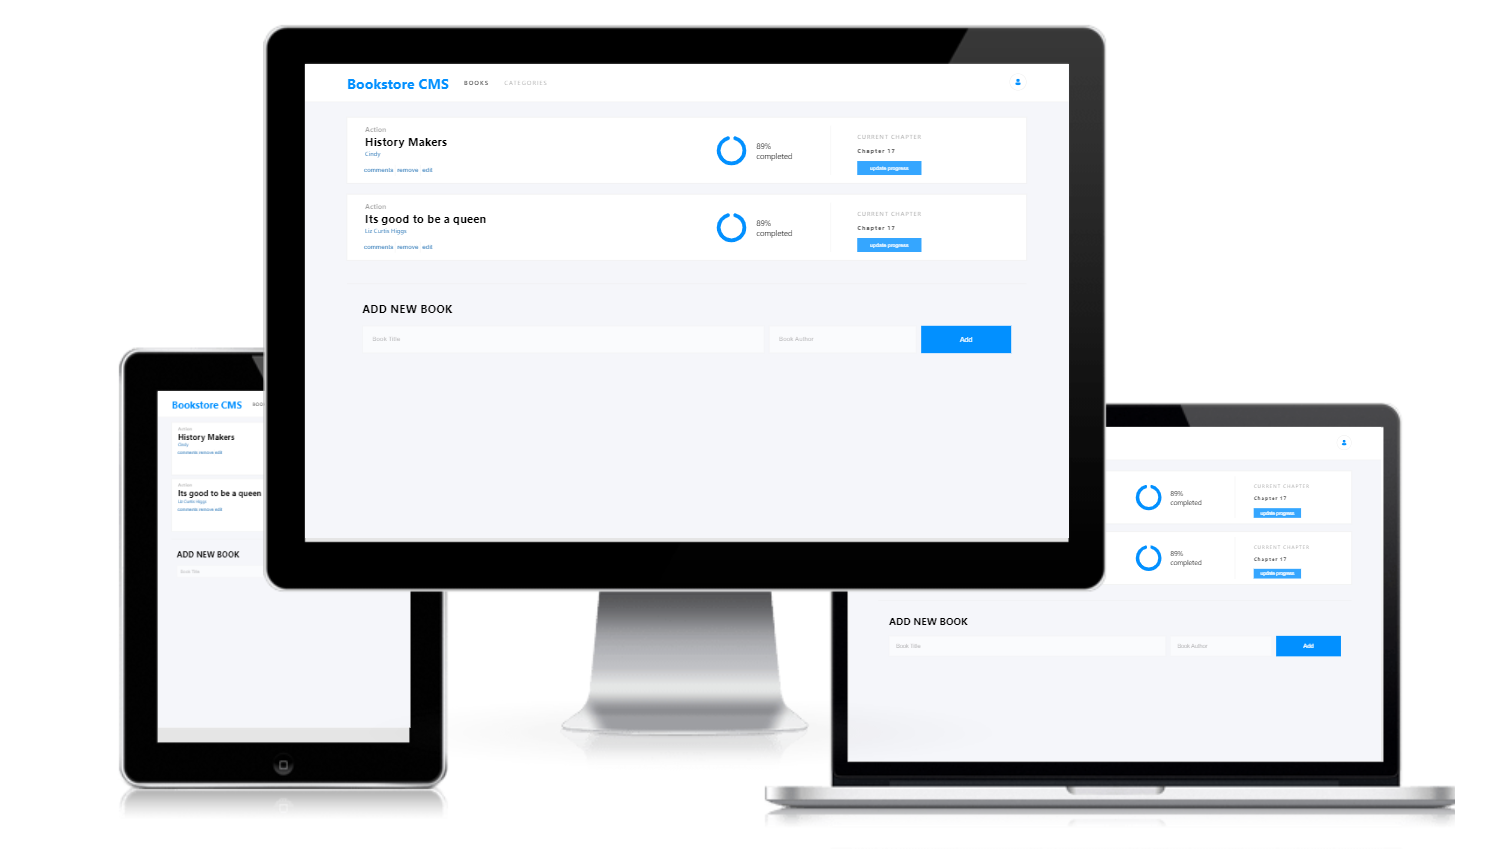 Bookstore CMS BOOKS CATEGORIES
Action
History Makers
Cindy
comments remove edit
89%
completed
CURRENT CHAPTER
Chapter 17
update progress
Action
Its good to be a queen
Liz Curtis Higgs
comments remove edit
89%
completed
CURRENT CHAPTER
Chapter 17
update progress
ADD NEW BOOK
Book Title
Book Author
Add
Bookstore CMS BOO
Action
History Makers
Cindy
comments remove edit
Action
Its good to be a queen
Liz Curtis Higgs
comments remove edit
ADD NEW BOOK
Book Title
89%
completed
CURRENT CHAPTER
Chapter 17
update progress
89%
completed
CURRENT CHAPTER
Chapter 17
update progress
ADD NEW BOOK
Book Title
Book Author
Add